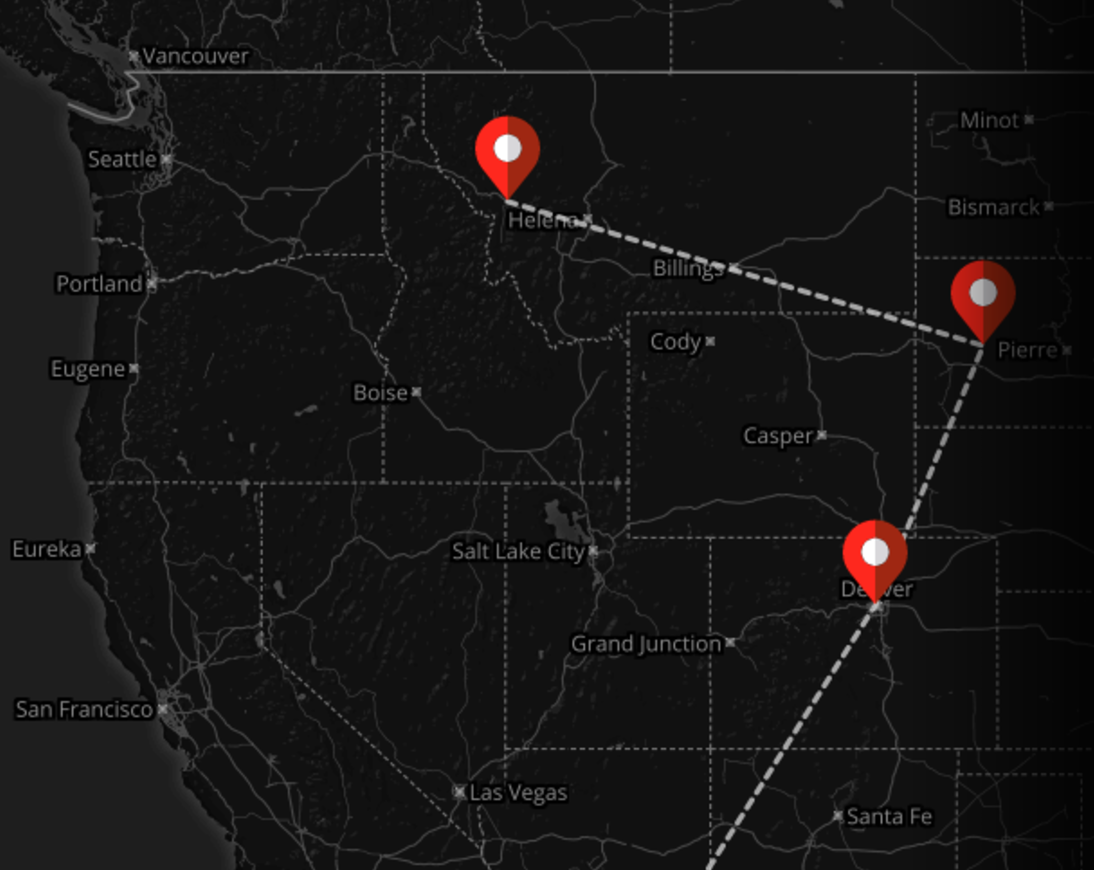 Vancouver
Minot
Seattle
Bismarck
Helena
Billings
Portland
Cody
Pierre
Eugene
Boise
Casper
Eureka
Salt Lake City
Denver
Grand Junction
San Francisco
Las Vegas
Santa Fe